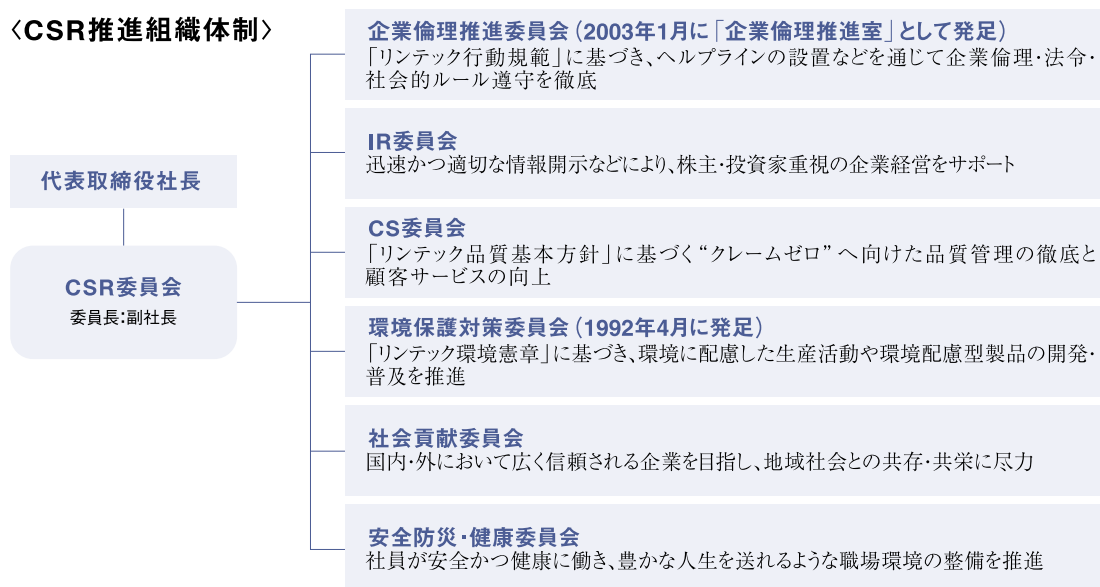 〈CSR推進組織体制〉
代表取締役社長
CSR委員会
委員長:副社長
企業倫理推進委員会(2003年1月に「企業倫理推進室」として発足)
「リンテック行動規範」に基づき、ヘルプラインの設置などを通じて企業倫理・法令・
社会的ルール遵守を徹底
IR委員会
迅速かつ適切な情報開示などにより、株主・投資家重視の企業経営をサポート
CS委員会
「リンテック品質基本方針」に基づく“クレームゼロ”へ向けた品質管理の徹底と
顧客サービスの向上
環境保護対策委員会(1992年4月に発足)
「リンテック環境憲章」に基づき、環境に配慮した生産活動や環境配慮型製品の開発・
普及を推進
社会貢献委員会
国内・外において広く信頼される企業を目指し、地域社会との共存・共栄に尽力
安全防災・健康委員会
社員が安全かつ健康に働き、豊かな人生を送れるような職場環境の整備を推進